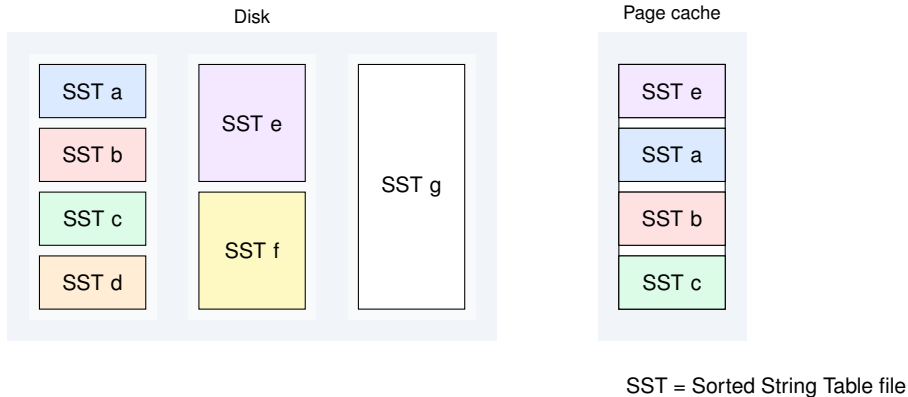 Disk
SST a
SST b
SST c
SST d
SST e
SST f
SST g
Page cache
SST e
SST a
SST b
SST c
SST = Sorted String Table file